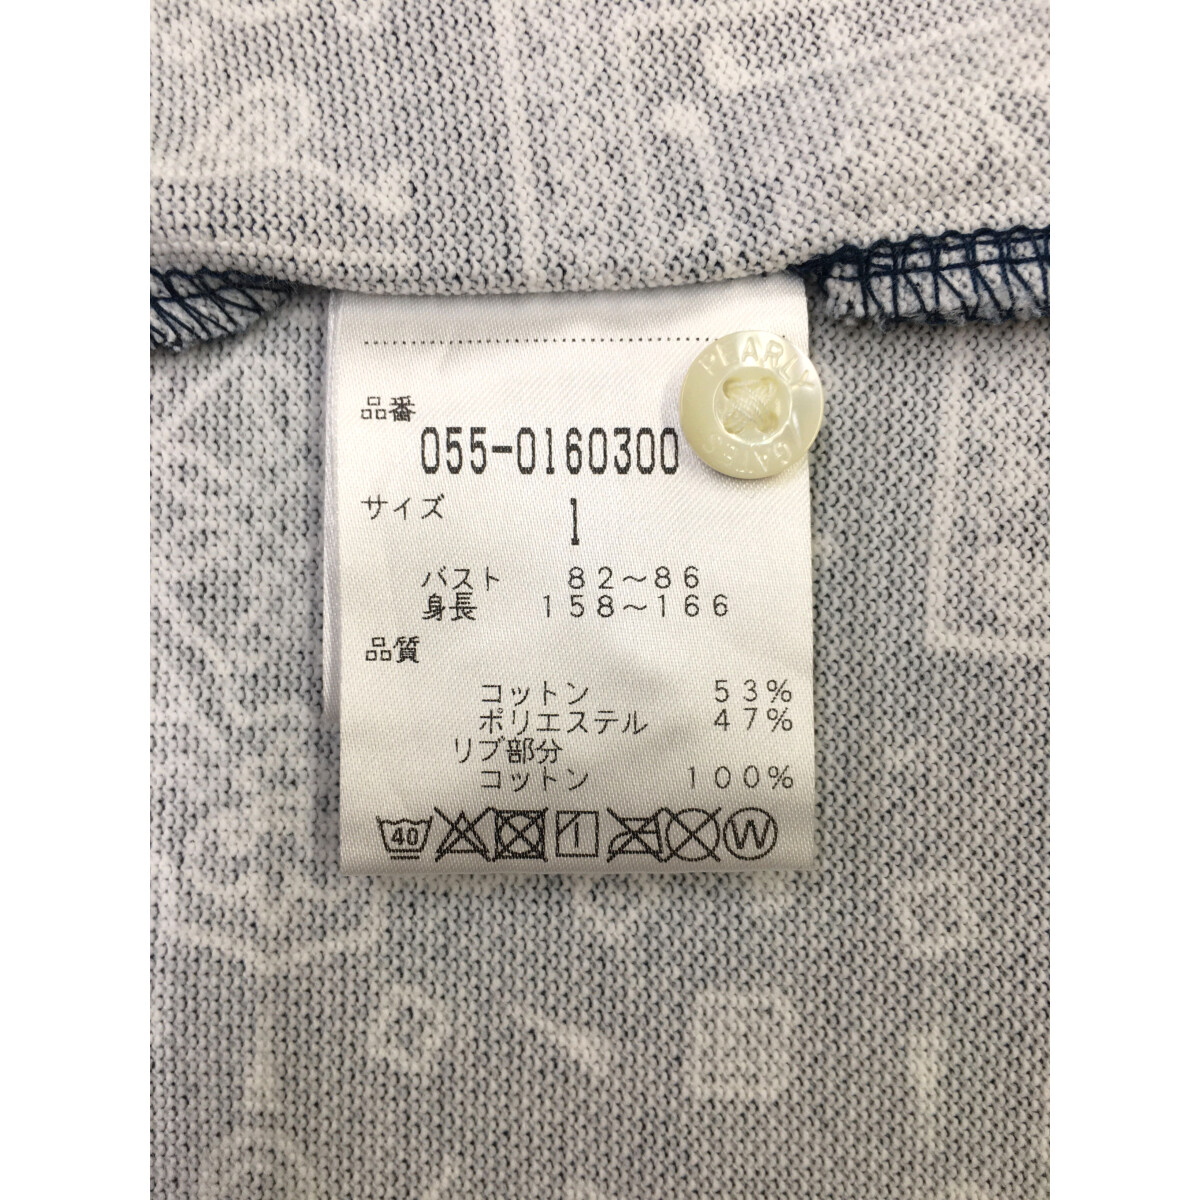 PEARLY
GATES
品番
055-0160300
サイズ
1
バスト 82～86
身長 158～166
品質
コットン 53%
ポリエステル 47%
リブ部分
コットン 100%
40 W